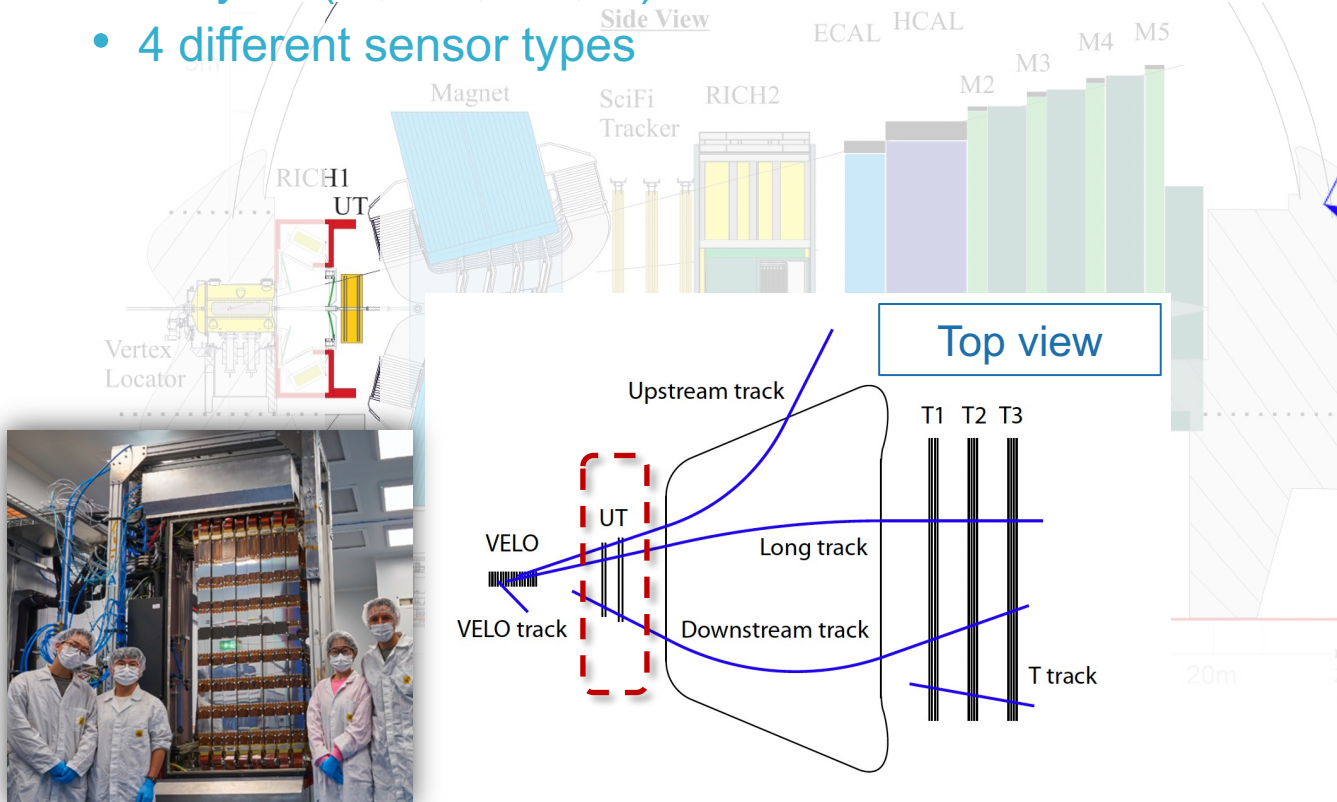 • 4 different sensor types
Side View
ECAL HCAL
M4 M5
M3
M2
Magnet
SciFi
Tracker
RICH2
RICH1
UT
Vertex
Locator
Top view
Upstream track
T1 T2 T3
UT
VELO
Long track
VELO track
Downstream track
T track
20m